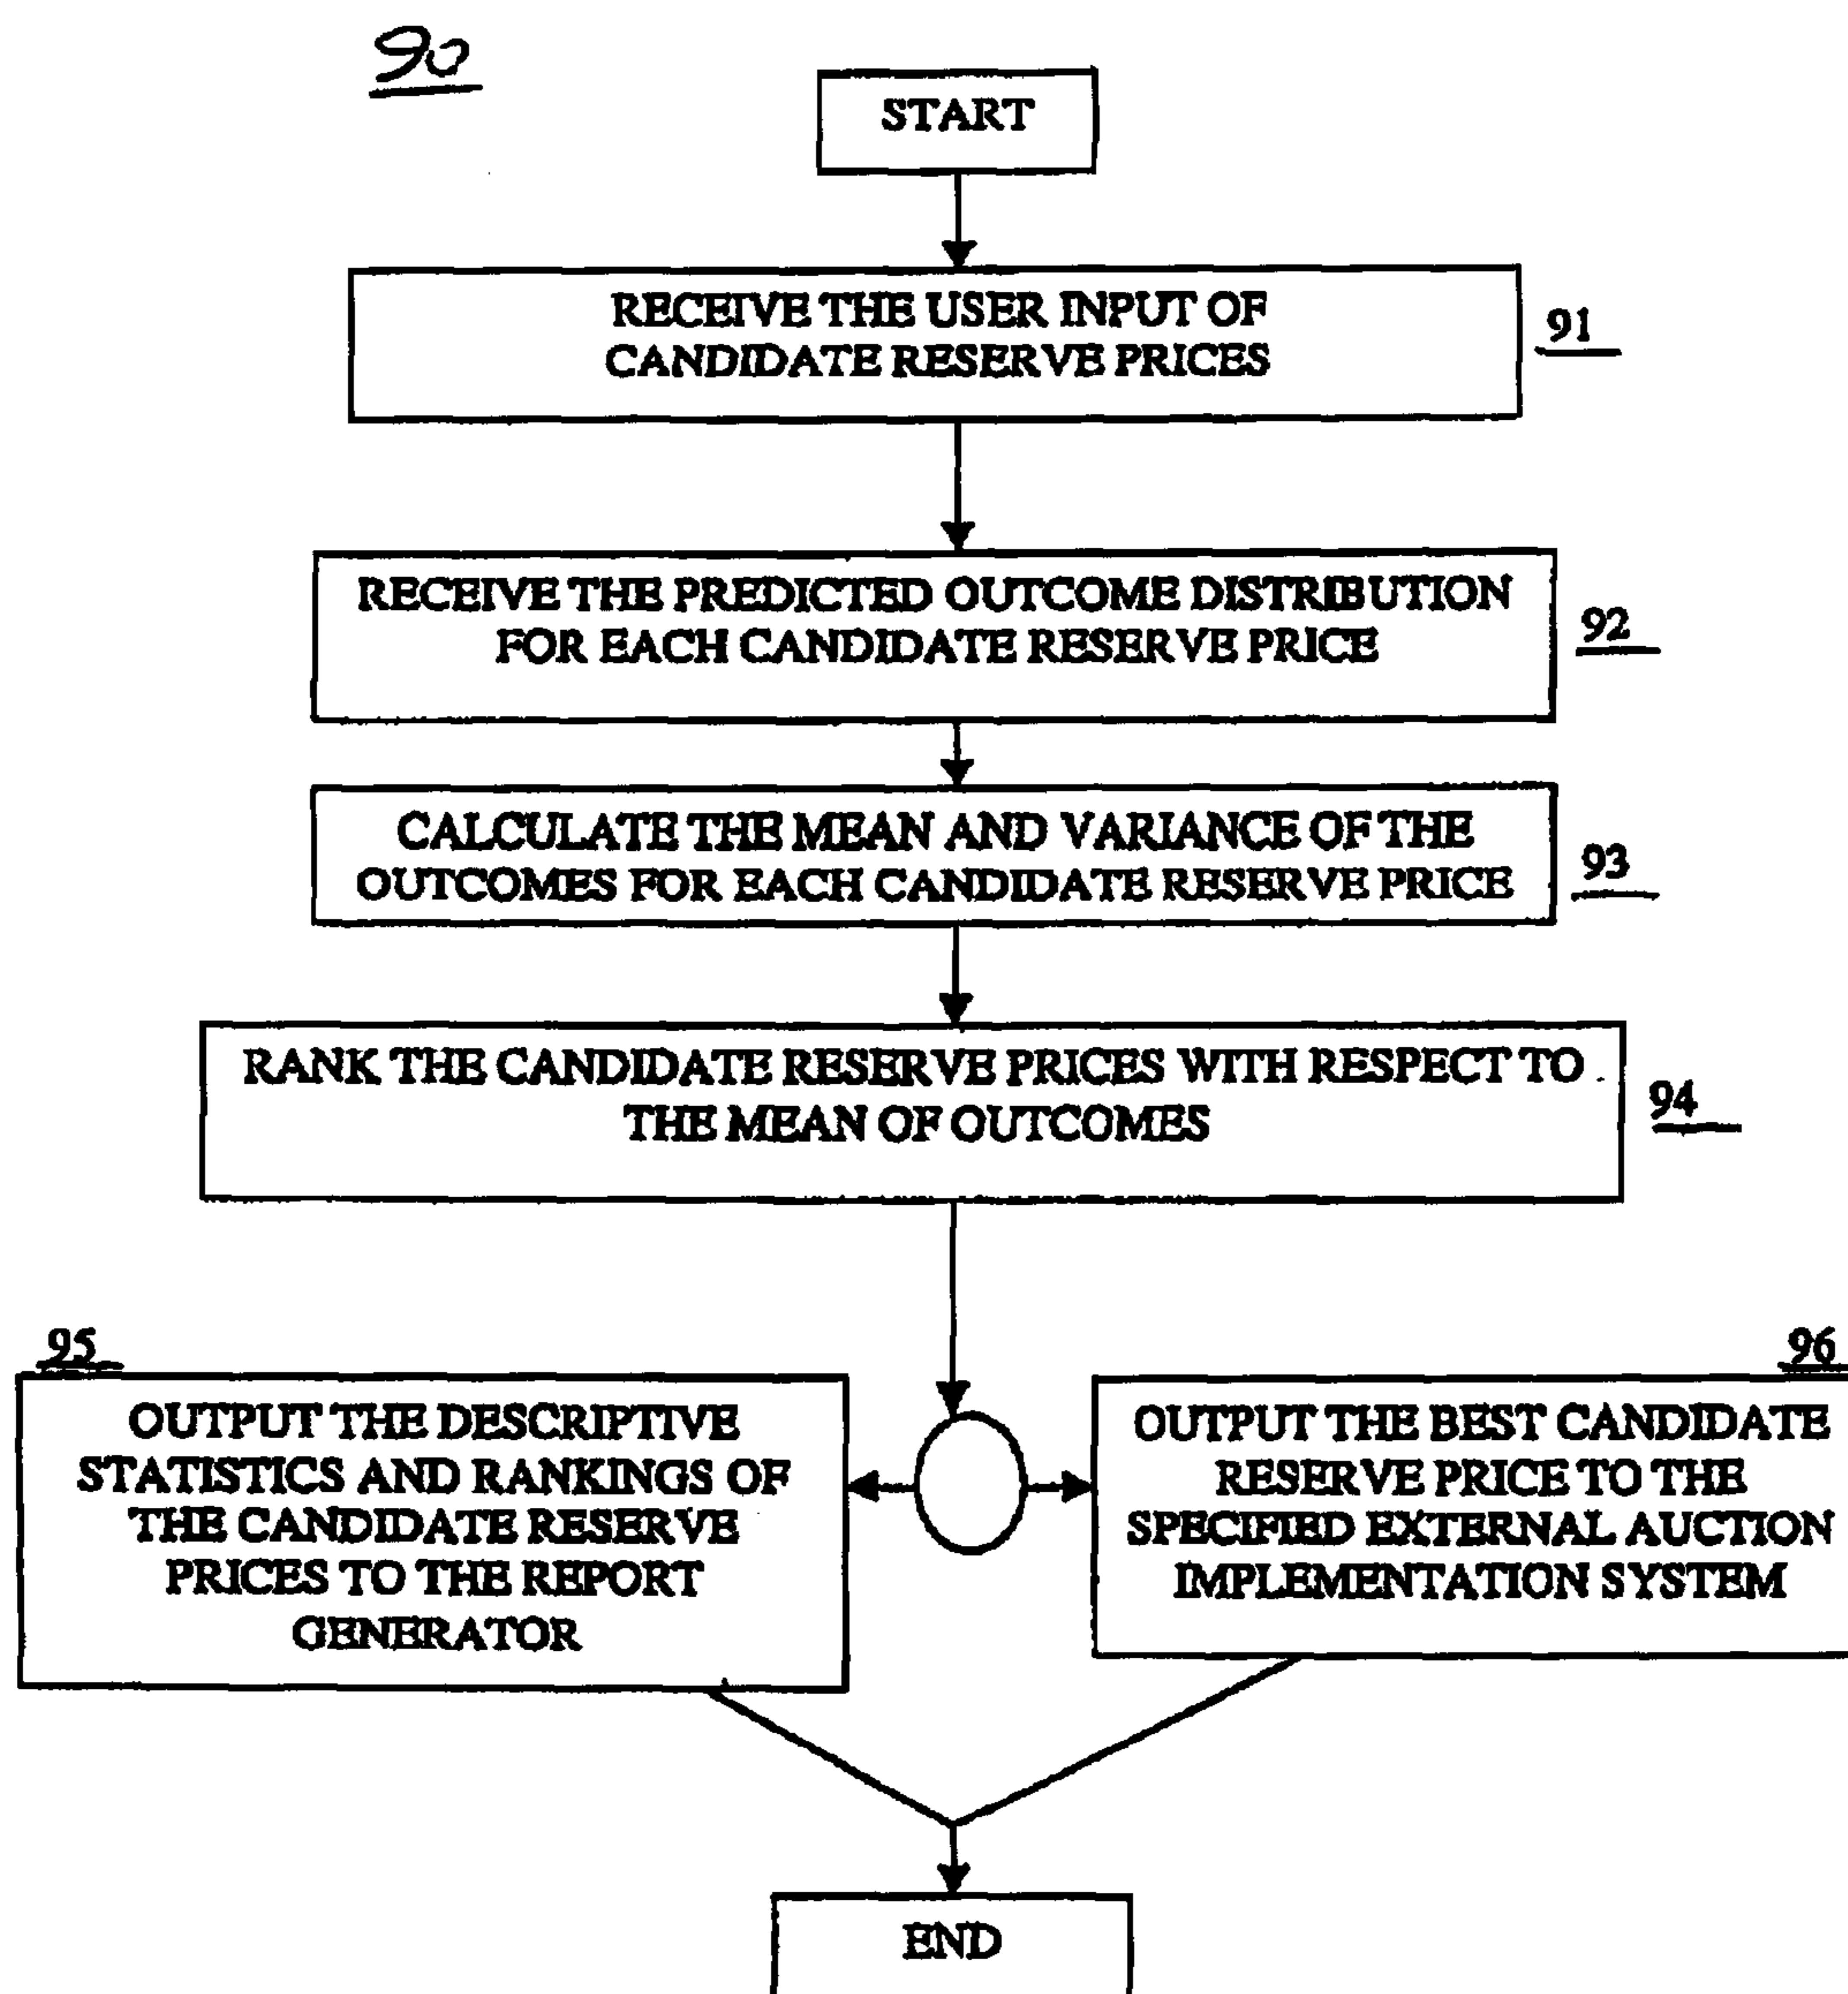 90
START
RECEIVE THE USER INPUT OF
CANDIDATE RESERVE PRICES
91
RECEIVE THE PREDICTED OUTCOME DISTRIBUTION
FOR EACH CANDIDATE RESERVE PRICE
92
CALCULATE THE MEAN AND VARIANCE OF THE
OUTCOMES FOR EACH CANDIDATE RESERVE PRICE
93
RANK THE CANDIDATE RESERVE PRICES WITH RESPECT TO
THE MEAN OF OUTCOMES
94
95
OUTPUT THE DESCRIPTIVE
STATISTICS AND RANKINGS OF
THE CANDIDATE RESERVE
PRICES TO THE REPORT
GENERATOR
96
OUTPUT THE BEST CANDIDATE
RESERVE PRICE TO THE
SPECIFIED EXTERNAL AUCTION
IMPLEMENTATION SYSTEM
END